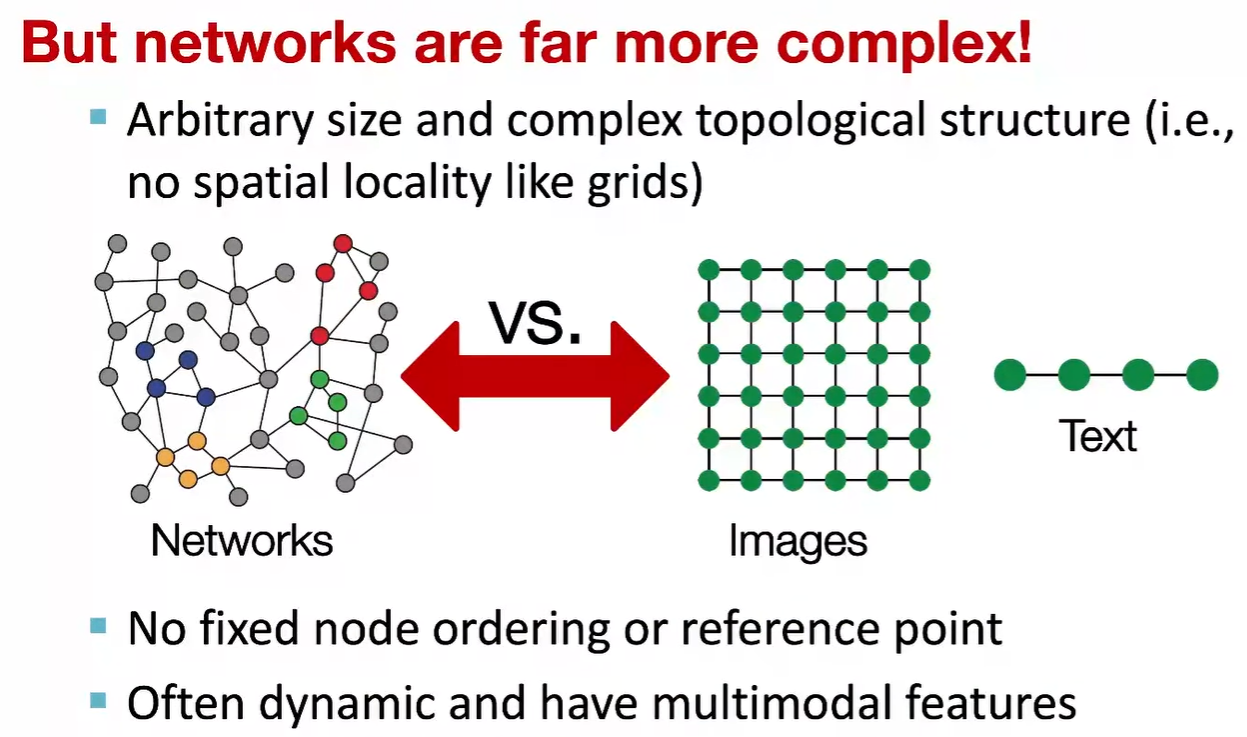 But networks are far more complex!
Arbitrary size and complex topological structure (i.e.,
no spatial locality like grids)
vs.
Text
Networks
Images
No fixed node ordering or reference point
Often dynamic and have multimodal features